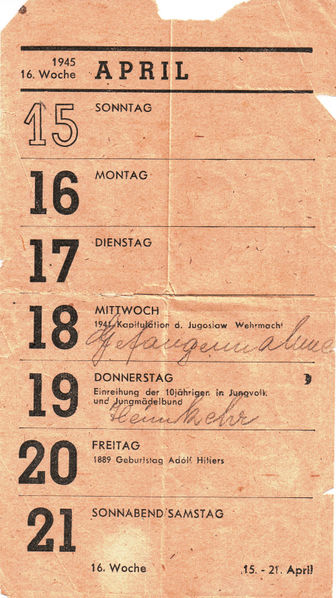 1945
16. Woche
APRIL
15 SONNTAG
16 MONTAG
17 DIENSTAG
18 MITTWOCH
1941 Kapitulation d. Jugoslaw Wehrmacht
Gefangennahme
19 DONNERSTAG
Einreihung der 10jährigen in Jungvolk
und Jungmädelbund
Heimkehr
20 FREITAG
1889 Geburtstag Adolf Hitlers
21 SONNABEND/SAMSTAG
16. Woche 15. - 21. April